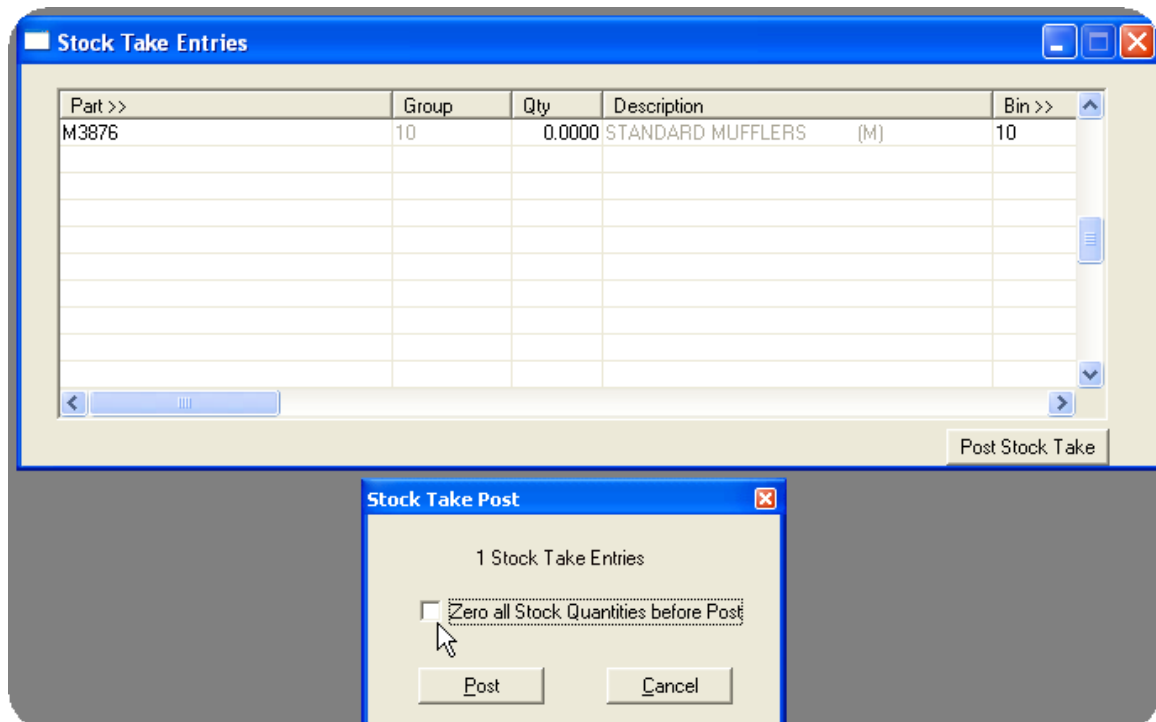 Stock Take Entries
Part >> Group Qty Description Bin >>
M3876 10 0.0000 STANDARD MUFFLERS (M) 10
Post Stock Take
Stock Take Post
1 Stock Take Entries
Zero all Stock Quantities before Post
Post Cancel